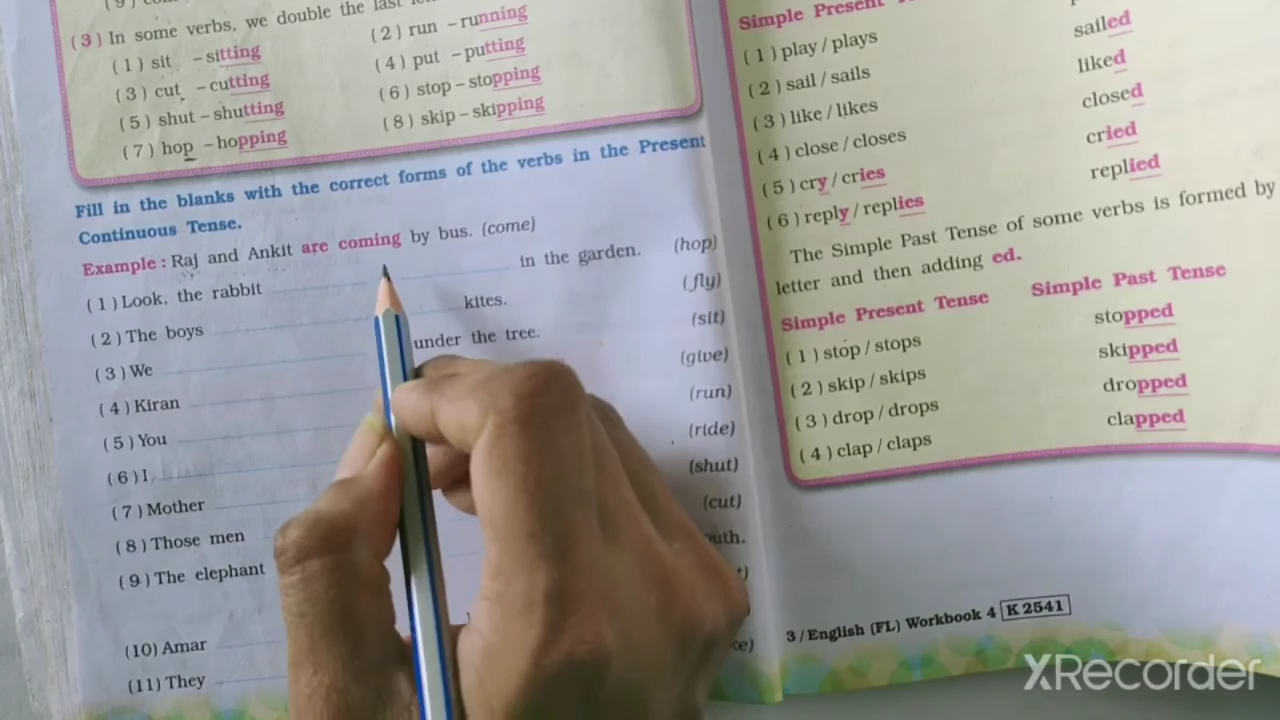 (3) In some verbs, we double the last
(1) sit – sitting (2) run – running
(3) cut – cutting (4) put – putting
(5) shut – shutting (6) stop – stopping
(7) hop – hopping (8) skip – skipping
Fill in the blanks with the correct forms of the verbs in the Present
Continuous Tense.
Example : Raj and Ankit are coming by bus. (come)
(1) Look, the rabbit in the garden. (hop)
(2) The boys kites. (fly)
(3) We under the tree. (sit)
(4) Kiran (give)
(5) You (run)
(6) I (ride)
(7) Mother (shut)
(8) Those men (cut)
(9) The elephant
(10) Amar
(11) They
Simple Present
(1) play / plays
(2) sail / sails sailed
(3) like / likes liked
(4) close / closes closed
(5) cry / cries cried
(6) reply / replies replied
The Simple Past Tense of some verbs is formed by
letter and then adding ed.
Simple Present Tense Simple Past Tense
(1) stop / stops stopped
(2) skip / skips skipped
(3) drop / drops dropped
(4) clap / claps clapped
3 / English (FL) Workbook 4 K 2541
XRecorder